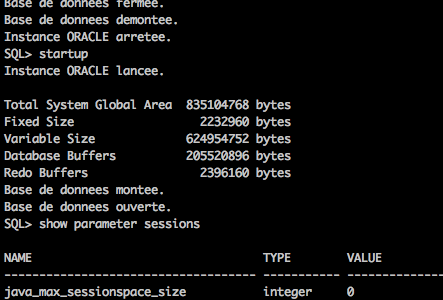 Base de donnees fermee.
Base de donnees demontee.
Instance ORACLE arretee.
SQL> startup
Instance ORACLE lancee.
Total System Global Area 835104768 bytes
Fixed Size 2232960 bytes
Variable Size 624954752 bytes
Database Buffers 205520896 bytes
Redo Buffers 2396160 bytes
Base de donnees montee.
Base de donnees ouverte.
SQL> show parameter sessions
NAME TYPE VALUE
------------------------------------ ----------- ---------------
java_max_sessionspace_size integer 0